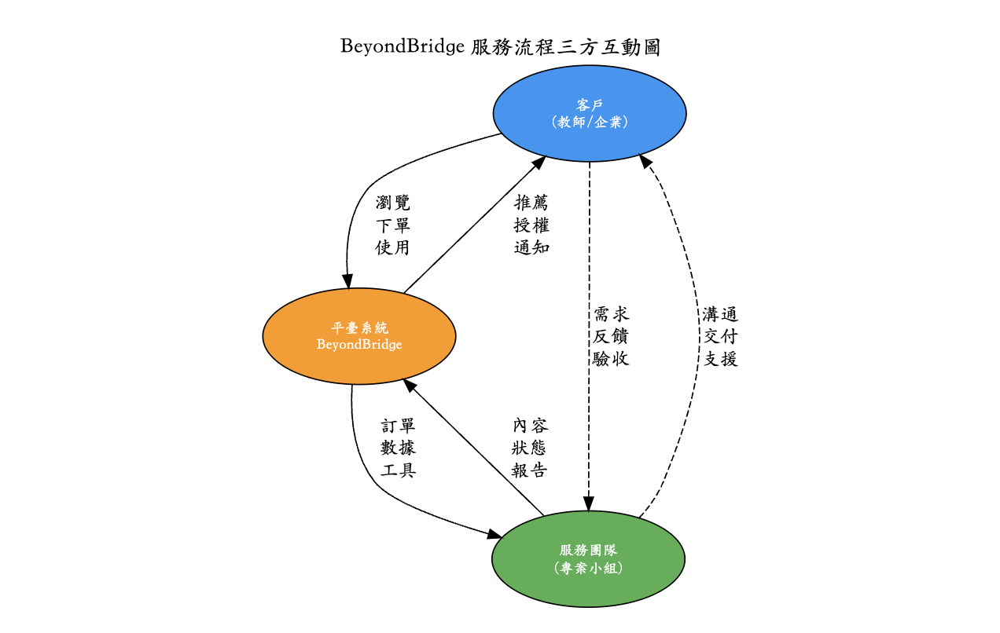 BeyondBridge 服務流程三方互動圖
客戶
(教師/企業)
瀏覽
下單
使用
推薦
授權
通知
需求
反饋
驗收
溝通
交付
支援
平臺系統
BeyondBridge
訂單
數據
工具
內容
狀態
報告
服務團隊
(專案小組)